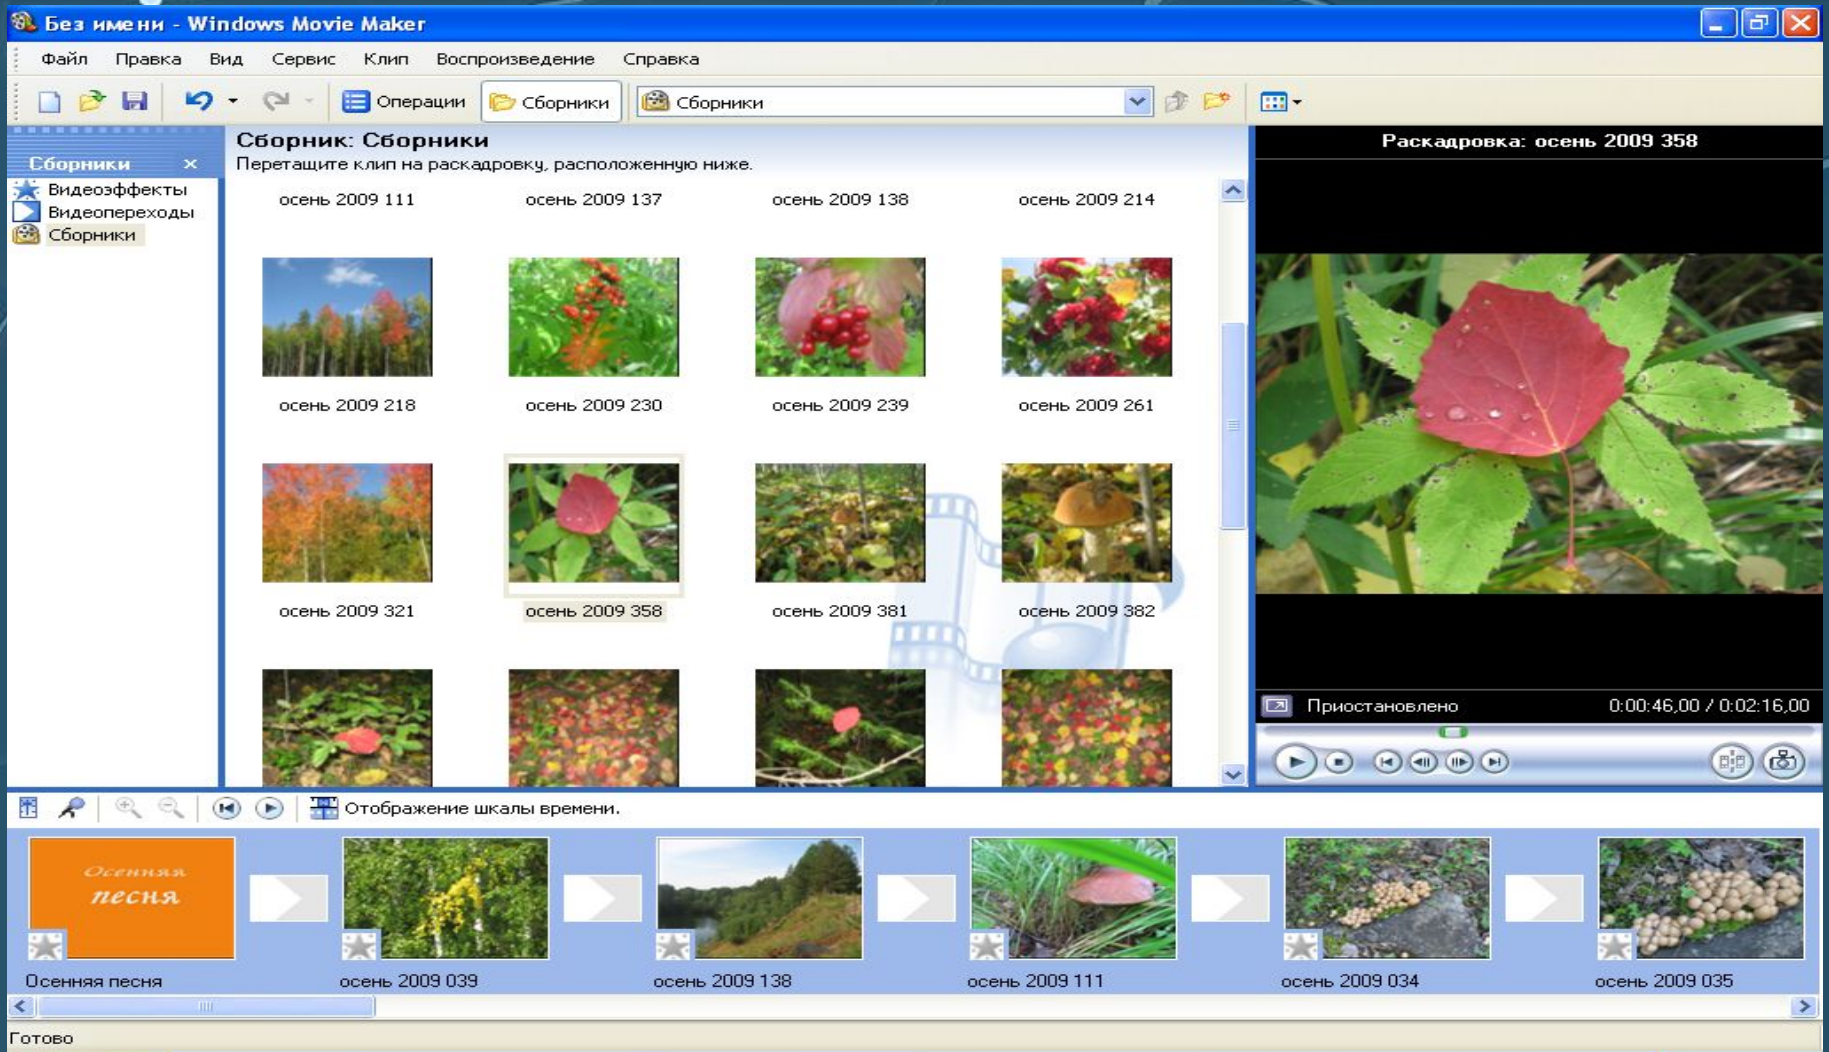 Без имени - Windows Movie Maker
Файл Правка Вид Сервис Клип Воспроизведение Справка
Операции Сборники Сборники
Сборники
Видеоэффекты
Видеопереходы
Сборники
Сборник: Сборники
Перетащите клип на раскадровку, расположенную ниже.
осень 2009 111 осень 2009 137 осень 2009 138 осень 2009 214
осень 2009 218 осень 2009 230 осень 2009 239 осень 2009 261
осень 2009 321 осень 2009 358 осень 2009 381 осень 2009 382
Раскадровка: осень 2009 358
Приостановлено 0:00:46,00 / 0:02:16,00
Отображение шкалы времени.
Осенняя
песня
Осенняя песня осень 2009 039 осень 2009 138 осень 2009 111 осень 2009 034 осень 2009 035
Готово